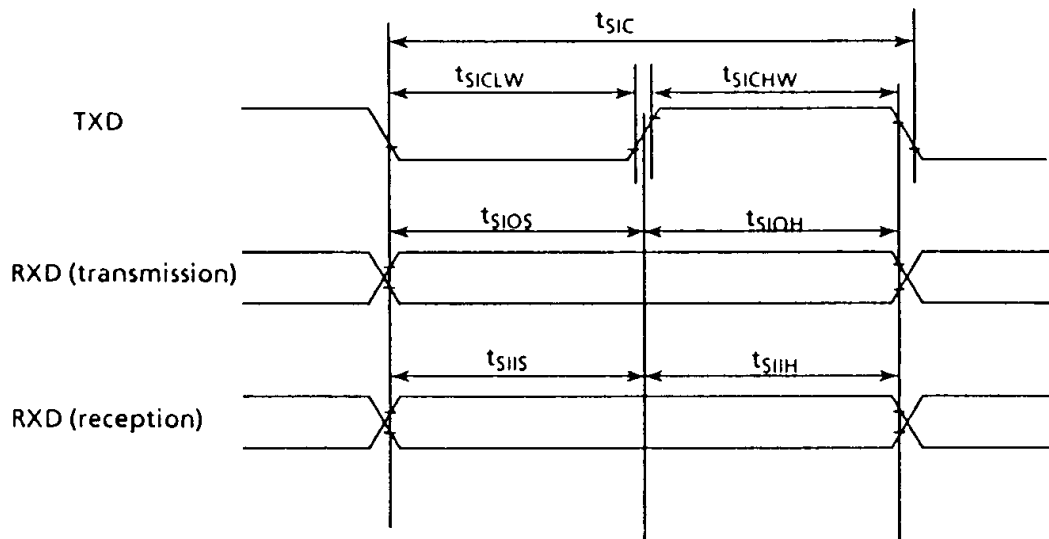 tSIC
tSICLW
tSICHW
TXD
tSIOS
tSIOH
RXD (transmission)
tSIIS
tSIIH
RXD (reception)